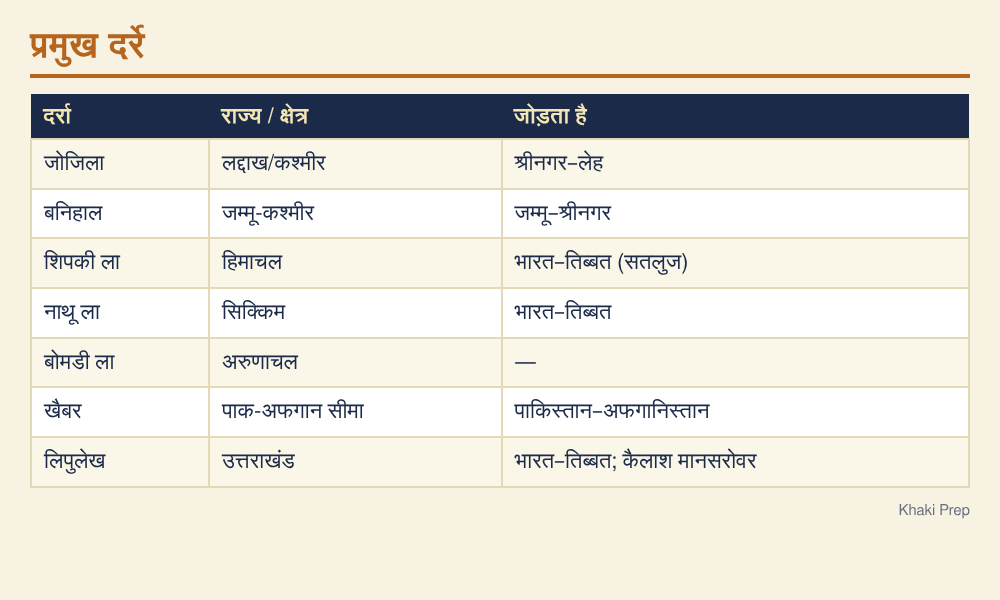 प्रमुख दर्रे
दर्रा राज्य / क्षेत्र जोड़ता है
जोजिला लद्दाख/कश्मीर श्रीनगर–लेह
बनिहाल जम्मू-कश्मीर जम्मू–श्रीनगर
शिपकी ला हिमाचल भारत–तिब्बत (सतलुज)
नाथू ला सिक्किम भारत–तिब्बत
बोमडी ला अरुणाचल —
खैबर पाक-अफगान सीमा पाकिस्तान–अफगानिस्तान
लिपुलेख उत्तराखंड भारत–तिब्बत; कैलाश मानसरोवर
Khaki Prep